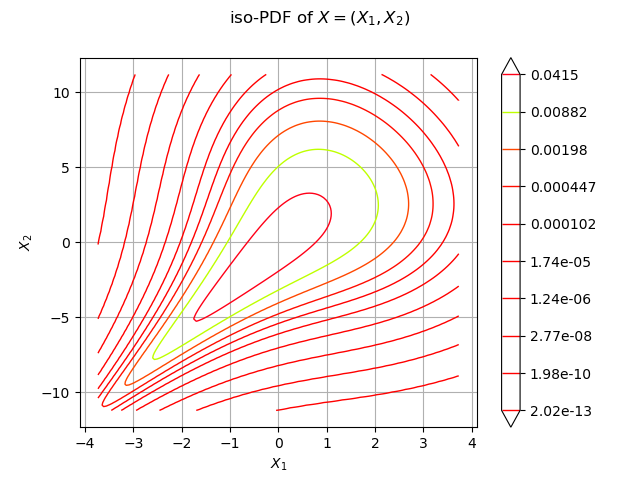 iso-PDF of X = (X₁, X₂)
X₂
10
5
0
−5
−10
−4 −3 −2 −1 0 1 2 3 4
X₁
0.0415
0.00882
0.00198
0.000447
0.000102
1.74e-05
1.24e-06
2.77e-08
1.98e-10
2.02e-13